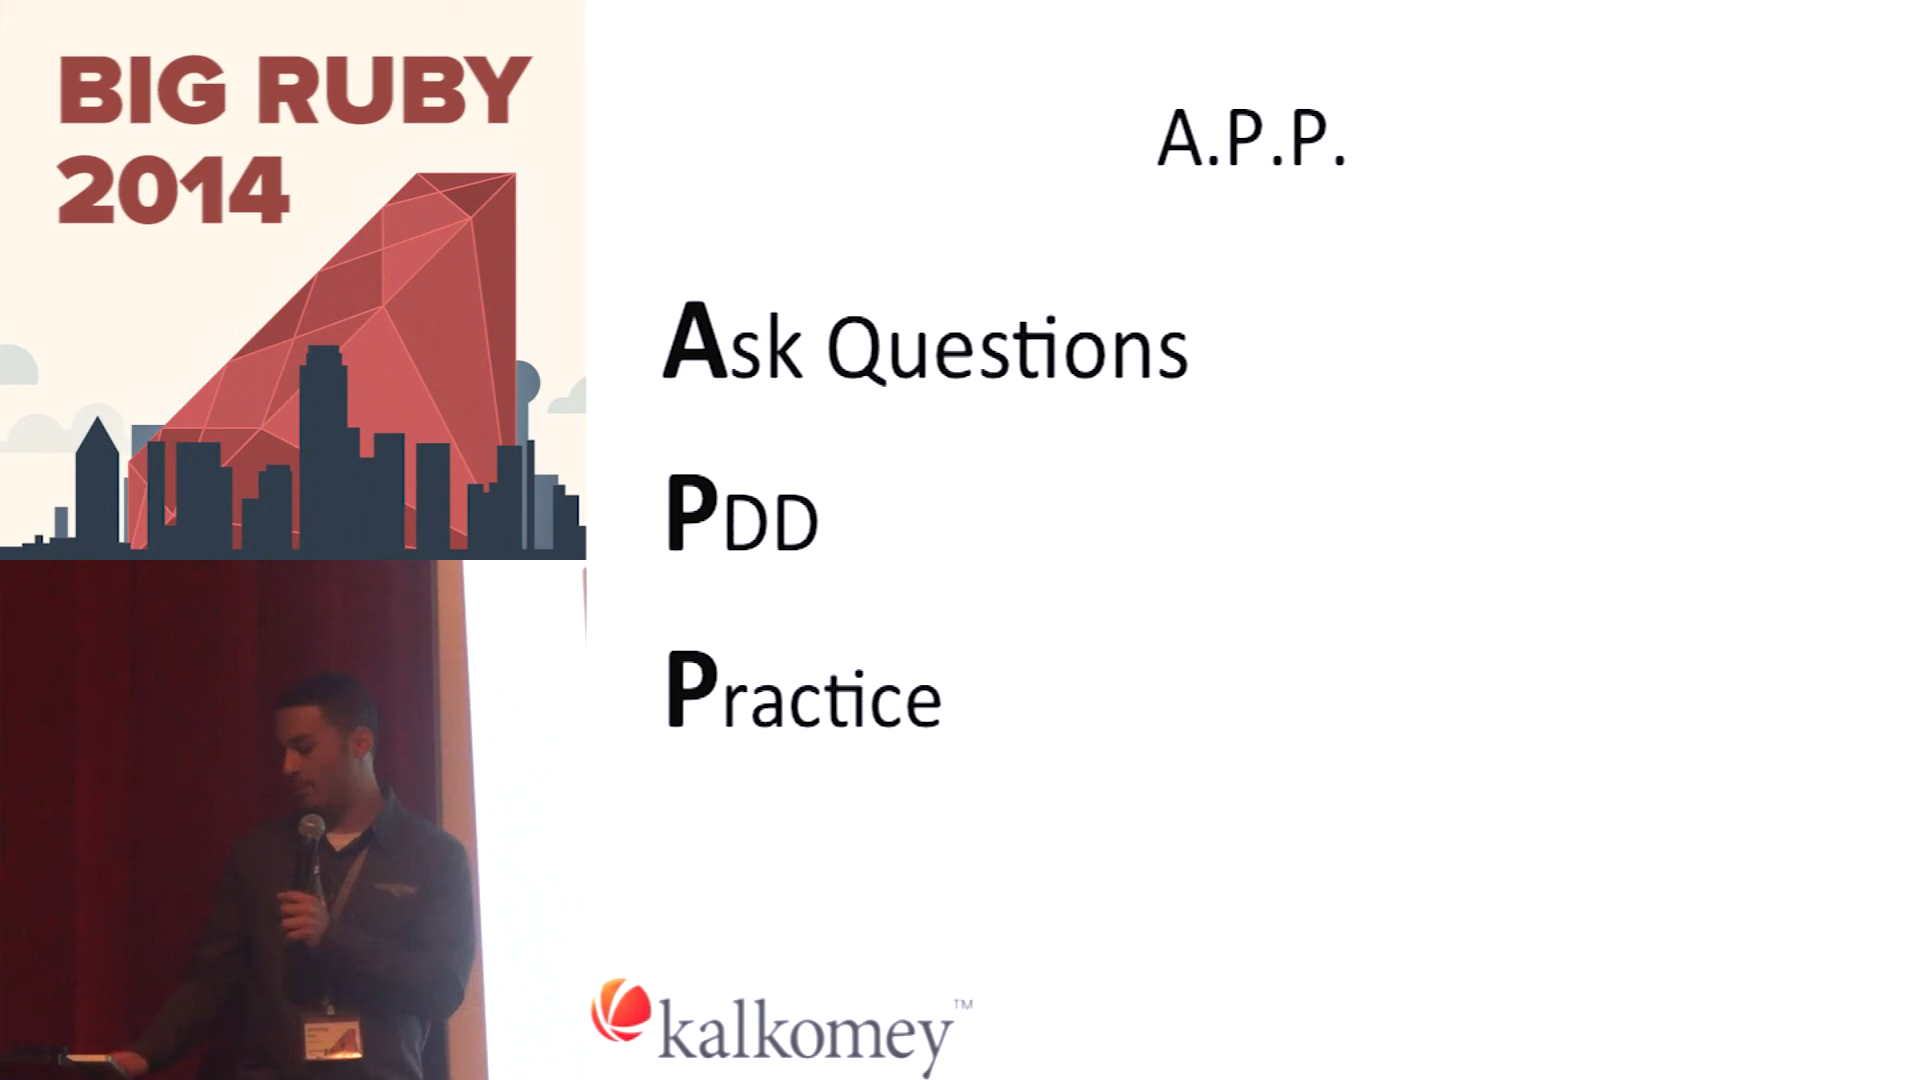 BIG RUBY
2014
A.P.P.
Ask Questions
PDD
Practice
kalkomey™